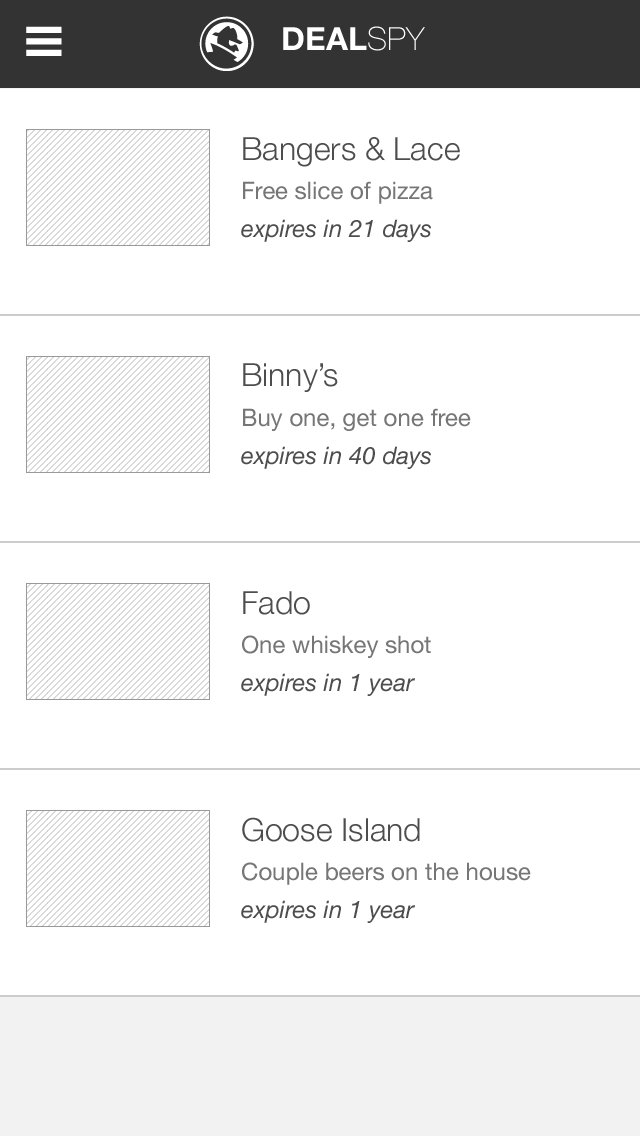 DEALSPY
Bangers & Lace
Free slice of pizza
expires in 21 days
Binny’s
Buy one, get one free
expires in 40 days
Fado
One whiskey shot
expires in 1 year
Goose Island
Couple beers on the house
expires in 1 year